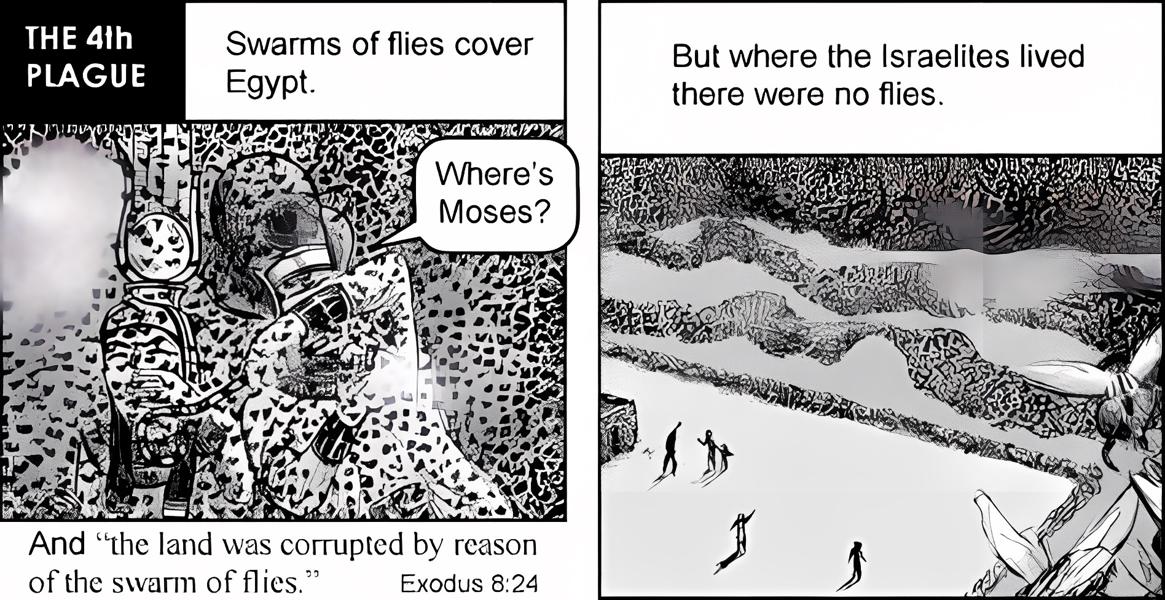 THE 4th
PLAGUE
Swarms of flies cover
Egypt.
Where's
Moses?
And “the land was corrupted by reason
of the swarm of flies.” Exodus 8:24
But where the Israelites lived
there were no flies.